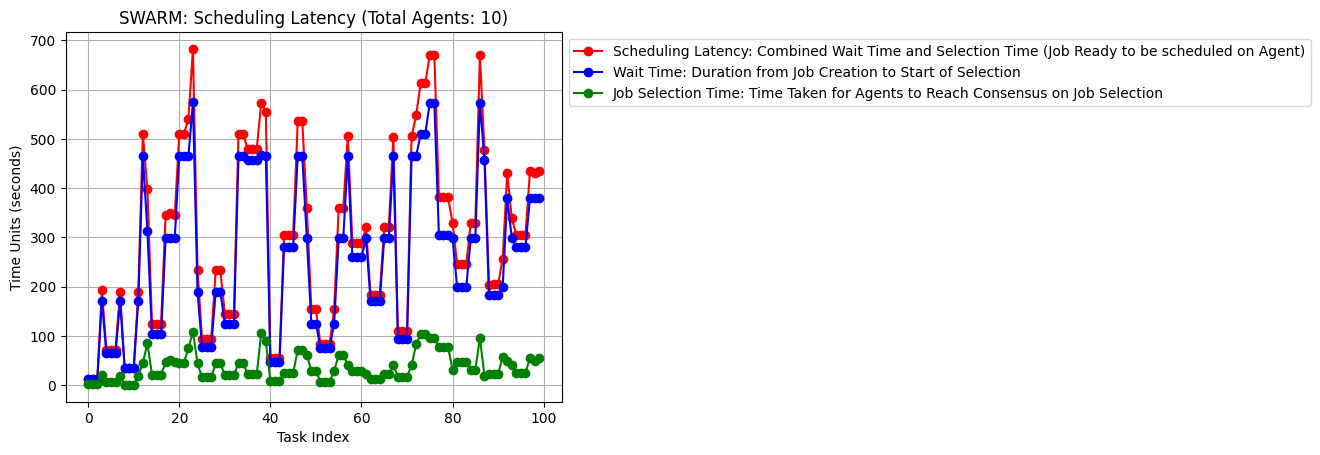 SWARM: Scheduling Latency (Total Agents: 10)
Scheduling Latency: Combined Wait Time and Selection Time (Job Ready to be scheduled on Agent)
Wait Time: Duration from Job Creation to Start of Selection
Job Selection Time: Time Taken for Agents to Reach Consensus on Job Selection
Time Units (seconds)
700
600
500
400
300
200
100
0
0 20 40 60 80 100
Task Index